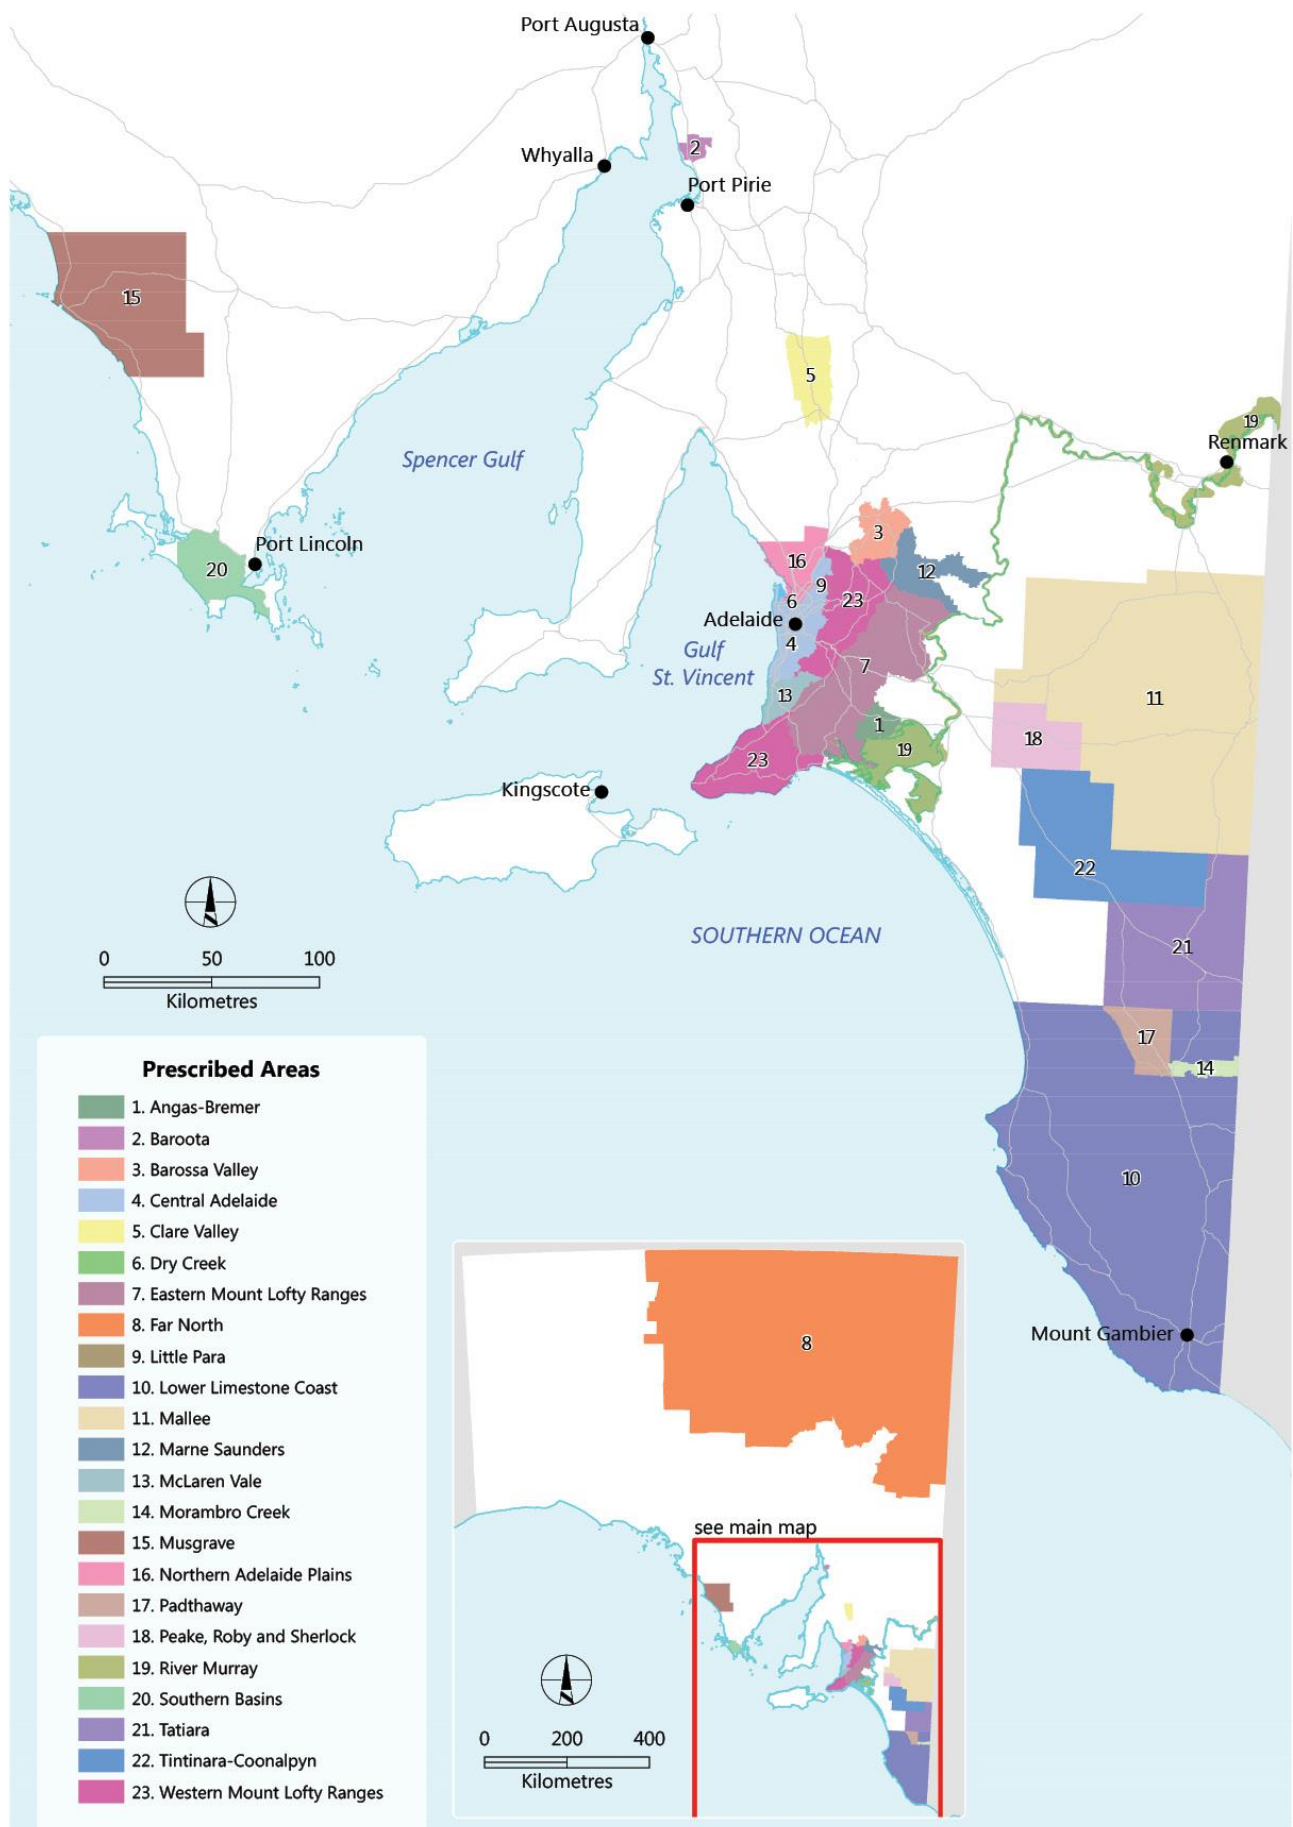 Port Augusta
2
Whyalla
Port Pirie
15
5
19
Renmark
Spencer Gulf
3
Port Lincoln
16
20
12
9
6
23
Adelaide
4
Gulf
St. Vincent
7
13
11
1
18
19
23
Kingscote
22
SOUTHERN OCEAN
21
0 50 100
Kilometres
17
14
10
Mount Gambier
Prescribed Areas
1. Angas-Bremer
2. Baroota
3. Barossa Valley
4. Central Adelaide
5. Clare Valley
6. Dry Creek
7. Eastern Mount Lofty Ranges
8. Far North
9. Little Para
10. Lower Limestone Coast
11. Mallee
12. Marne Saunders
13. McLaren Vale
14. Morambro Creek
15. Musgrave
16. Northern Adelaide Plains
17. Padthaway
18. Peake, Roby and Sherlock
19. River Murray
20. Southern Basins
21. Tatiara
22. Tintinara-Coonalpyn
23. Western Mount Lofty Ranges
8
see main map
0 200 400
Kilometres